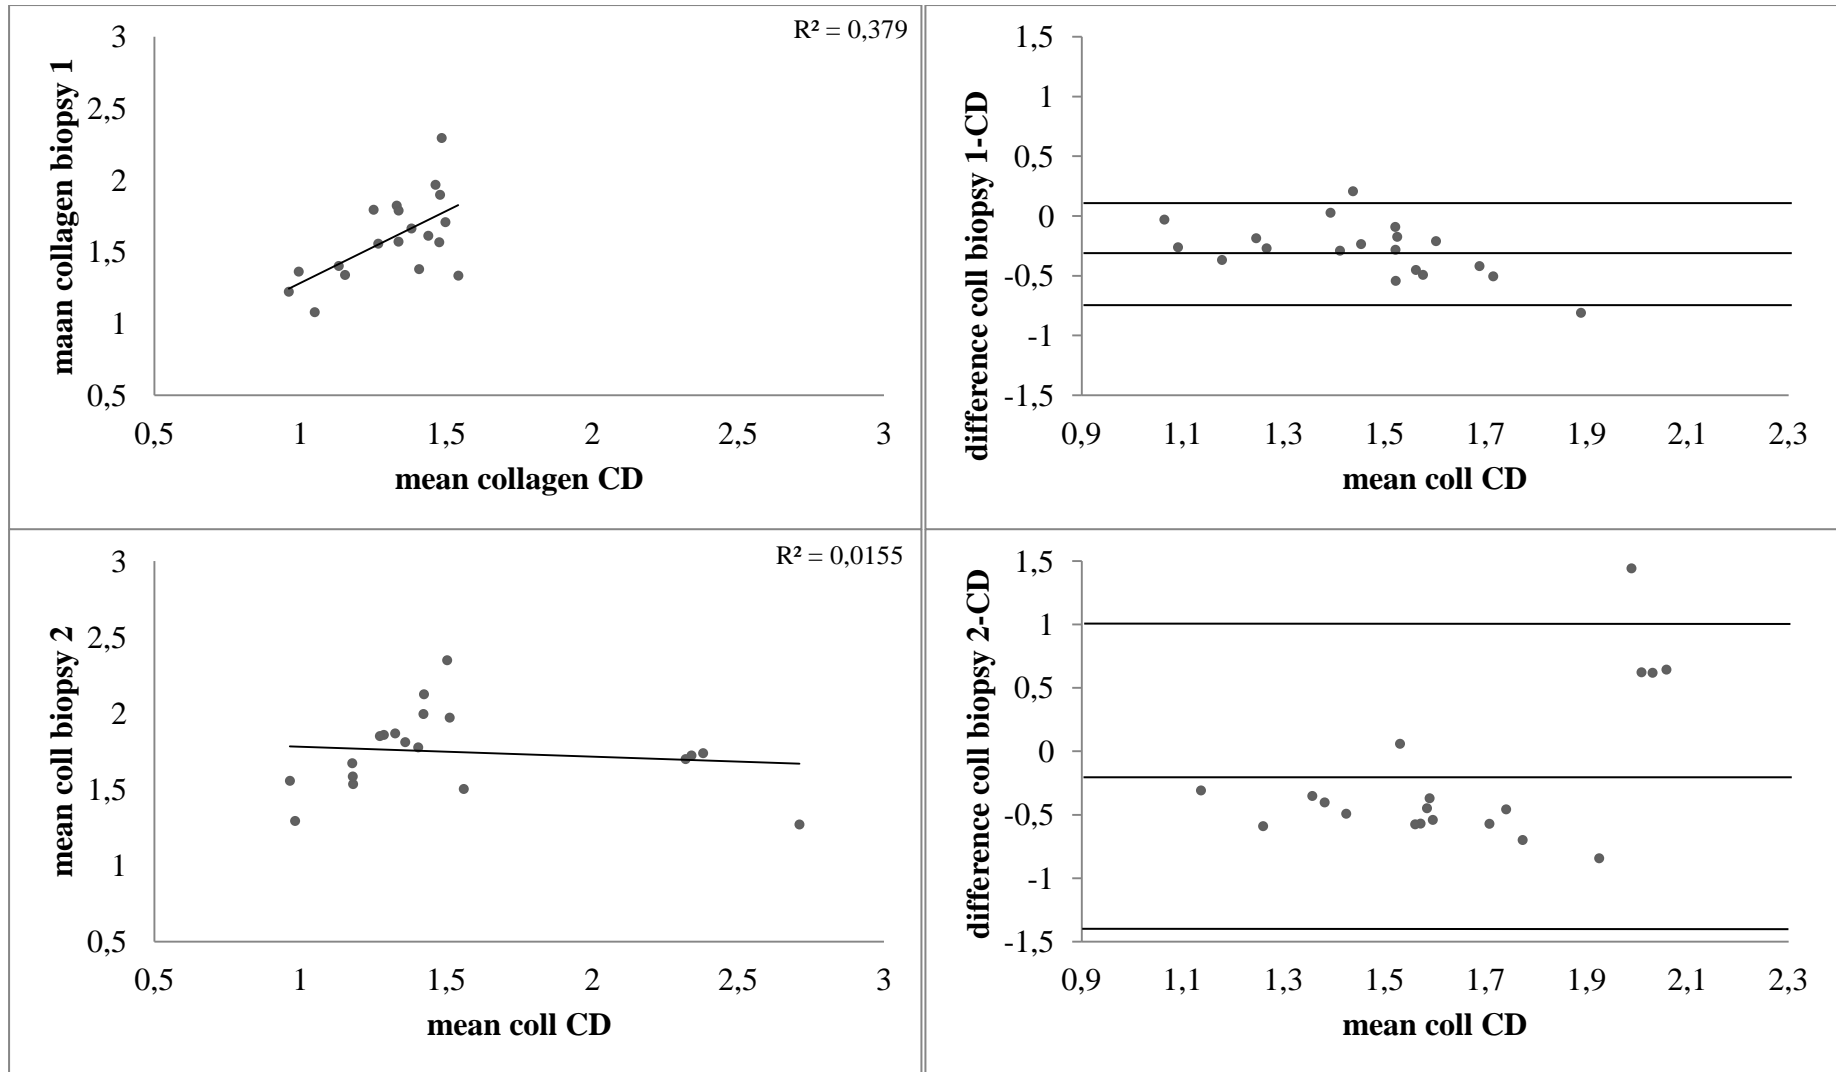 R² = 0,379
maan collagen biopsy 1
3
2,5
2
1,5
1
0,5
0,5 1 1,5 2 2,5 3
mean collagen CD
difference coll biopsy 1-CD
1,5
1
0,5
0
-0,5
-1
-1,5
0,9 1,1 1,3 1,5 1,7 1,9 2,1 2,3
mean coll CD
R² = 0,0155
mean coll biopsy 2
3
2,5
2
1,5
1
0,5
0,5 1 1,5 2 2,5 3
mean coll CD
difference coll biopsy 2-CD
1,5
1
0,5
0
-0,5
-1
-1,5
0,9 1,1 1,3 1,5 1,7 1,9 2,1 2,3
mean coll CD